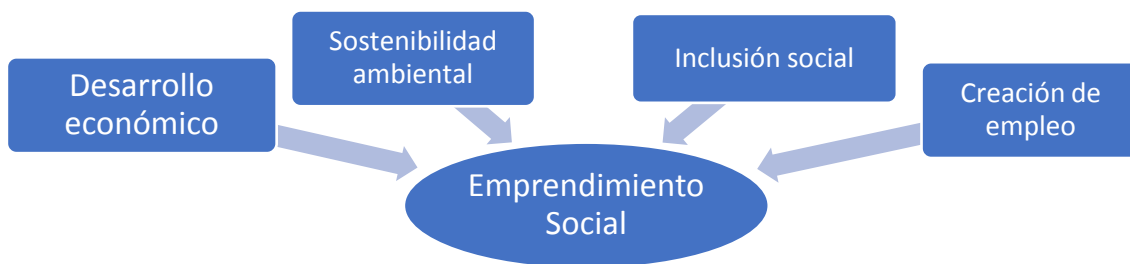 Desarrollo
económico
Sostenibilidad
ambiental
Inclusión social
Creación de
empleo
Emprendimiento
Social